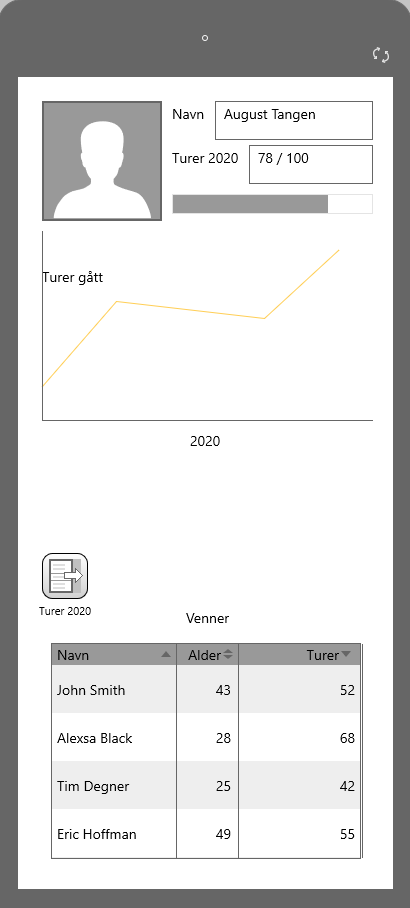 Navn August Tangen
Turer 2020 78 / 100
Turer gått
2020
Turer 2020
Venner
Navn Alder Turer
John Smith 43 52
Alexsa Black 28 68
Tim Degner 25 42
Eric Hoffman 49 55